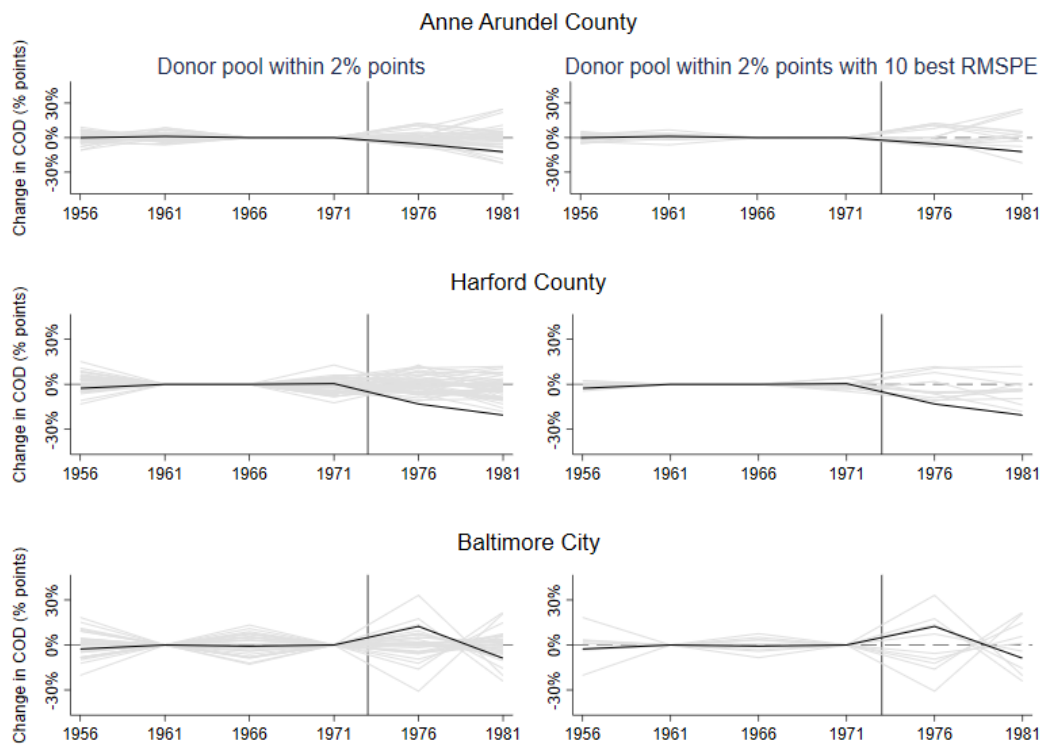 Anne Arundel County
Donor pool within 2% points
Donor pool within 2% points with 10 best RMSPE
Change in COD (% points)
30%
0%
-30%
30%
0%
-30%
1956 1961 1966 1971 1976 1981
1956 1961 1966 1971 1976 1981
Harford County
Change in COD (% points)
30%
0%
-30%
30%
0%
-30%
1956 1961 1966 1971 1976 1981
1956 1961 1966 1971 1976 1981
Baltimore City
Change in COD (% points)
30%
0%
-30%
30%
0%
-30%
1956 1961 1966 1971 1976 1981
1956 1961 1966 1971 1976 1981